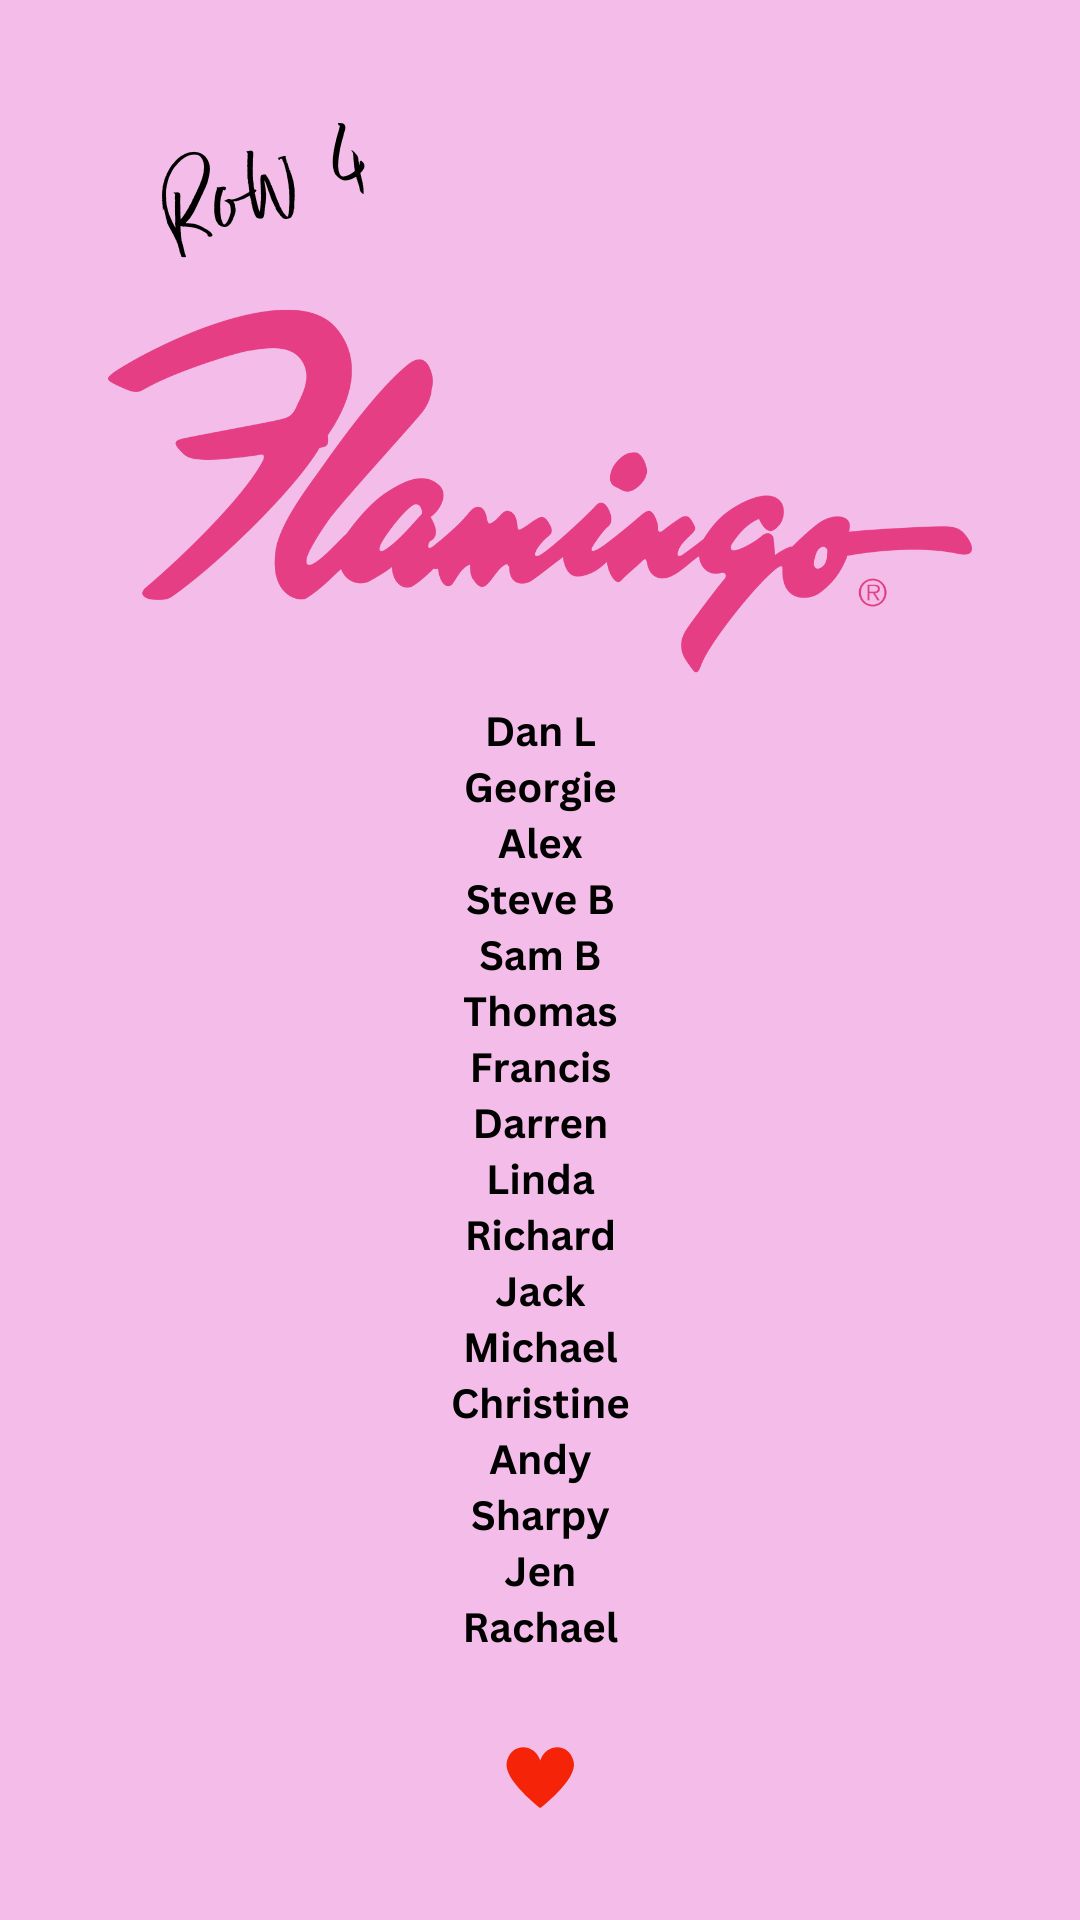 RoW 4
Flamingo
®
Dan L
Georgie
Alex
Steve B
Sam B
Thomas
Francis
Darren
Linda
Richard
Jack
Michael
Christine
Andy
Sharpy
Jen
Rachael